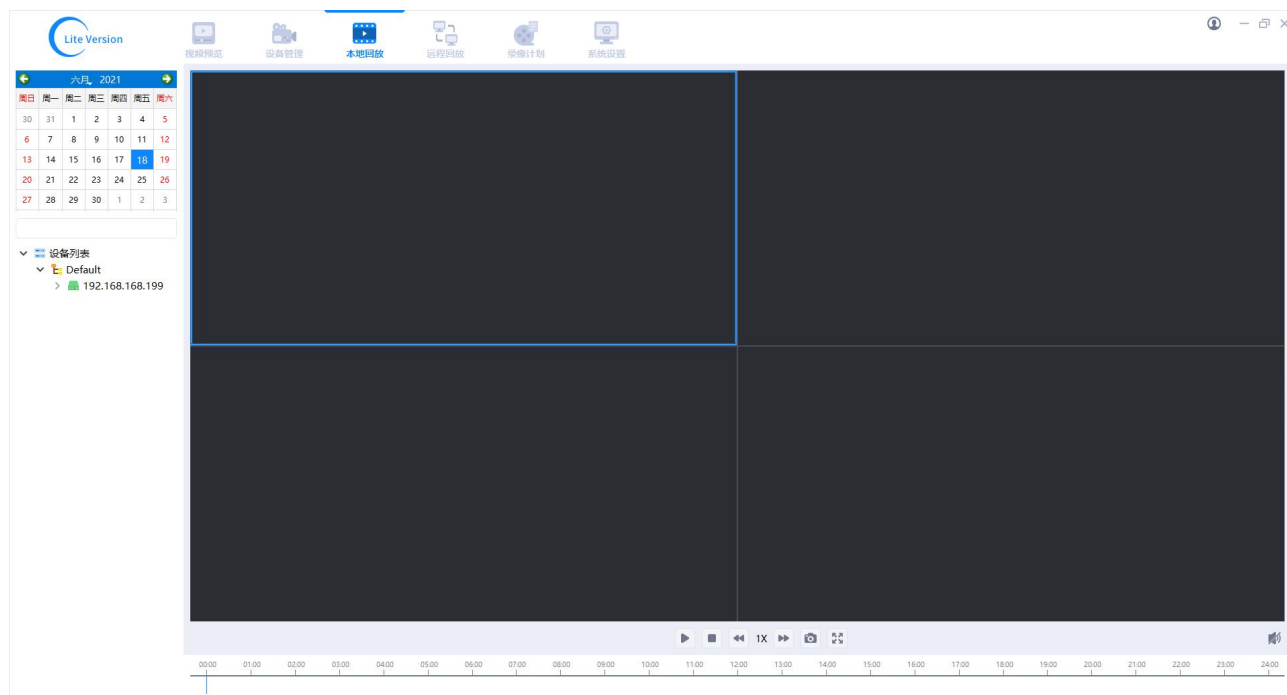 Lite Version
视频预览 设备管理 本地回放 远程回放 录像计划 系统设置
六月, 2021
周日 周一 周二 周三 周四 周五 周六
30 31 1 2 3 4 5
6 7 8 9 10 11 12
13 14 15 16 17 18 19
20 21 22 23 24 25 26
27 28 29 30 1 2 3
设备列表
Default
192.168.168.199
1X
00:00 01:00 02:00 03:00 04:00 05:00 06:00 07:00 08:00 09:00 10:00 11:00 12:00 13:00 14:00 15:00 16:00 17:00 18:00 19:00 20:00 21:00 22:00 23:00 24:00